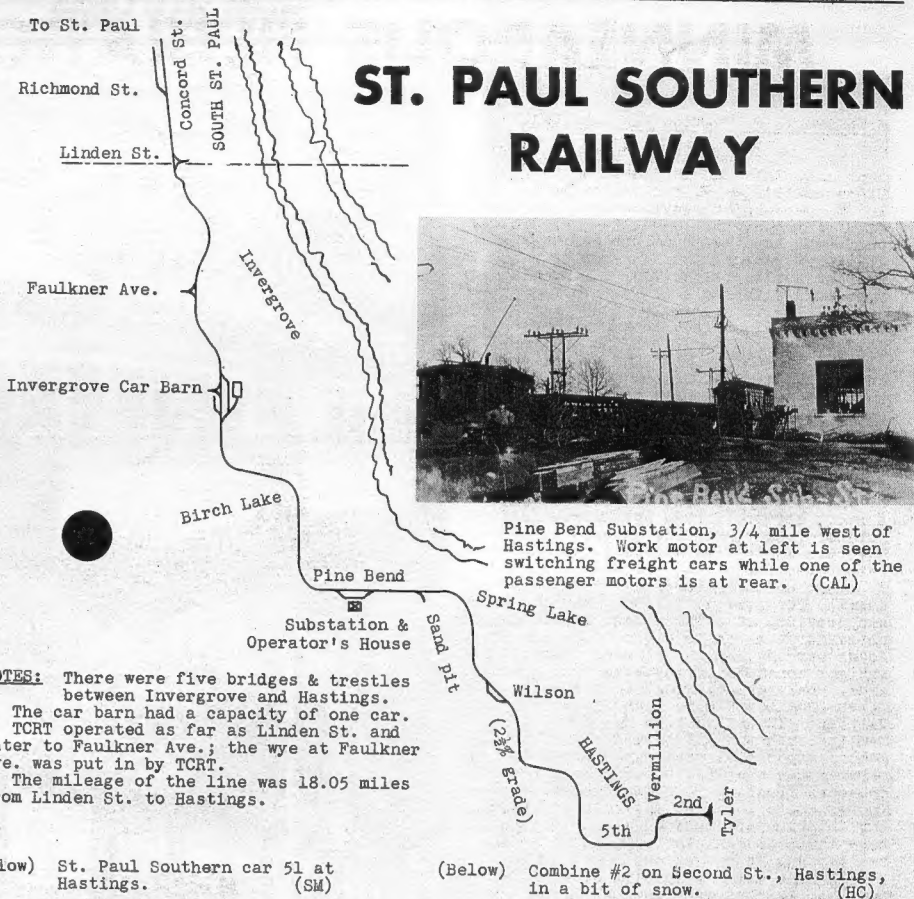 To St. Paul
Richmond St.
Concord St.
SOUTH ST. PAUL
Linden St.
ST. PAUL SOUTHERN
RAILWAY
Invergrove
Faulkner Ave.
Invergrove Car Barn
Birch Lake
Pine Bend Sub-St
Pine Bend Substation, 3/4 mile west of
Hastings. Work motor at left is seen
switching freight cars while one of the
passenger motors is at rear. (CAL)
Pine Bend
Substation &
Operator's House
Sand pit
Spring Lake
Wilson
(2½% grade)
HASTINGS
Vermillion
5th
2nd
Tyler
OTES: There were five bridges & trestles
between Invergrove and Hastings.
The car barn had a capacity of one car.
TCRT operated as far as Linden St. and
ter to Faulkner Ave.; the wye at Faulkner
e. was put in by TCRT.
The mileage of the line was 18.05 miles
om Linden St. to Hastings.
low) St. Paul Southern car 51 at
Hastings. (SM)
(Below) Combine #2 on Second St., Hastings,
in a bit of snow. (HC)